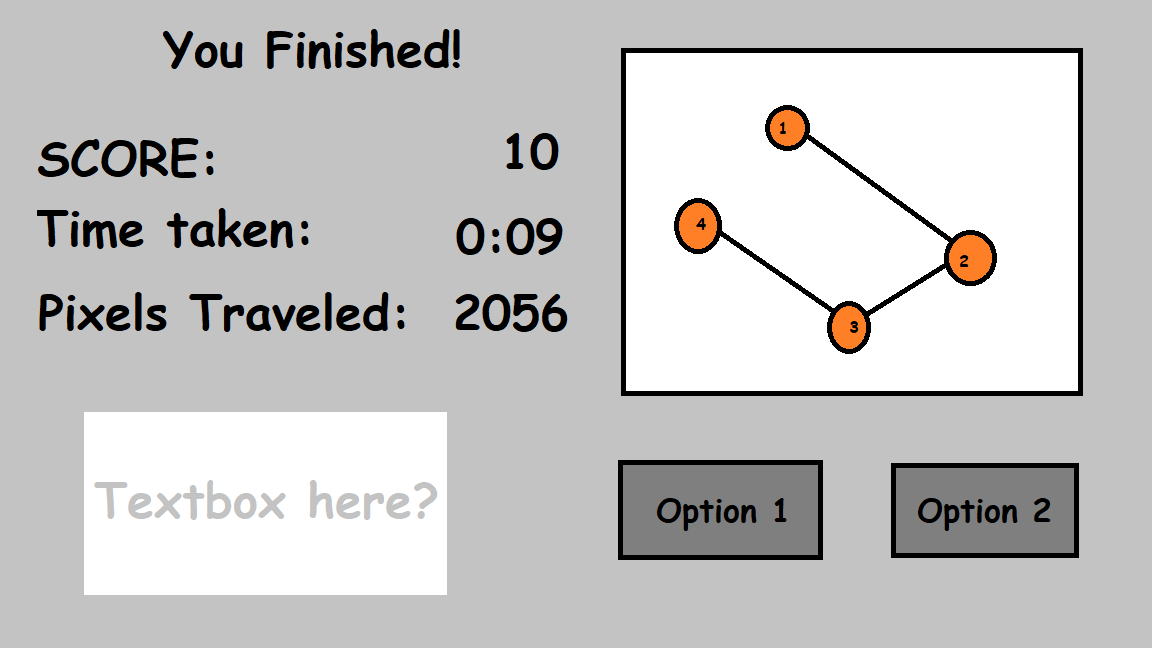 You Finished!
SCORE: 10
Time taken: 0:09
Pixels Traveled: 2056
Textbox here?
1
4
2
3
Option 1
Option 2